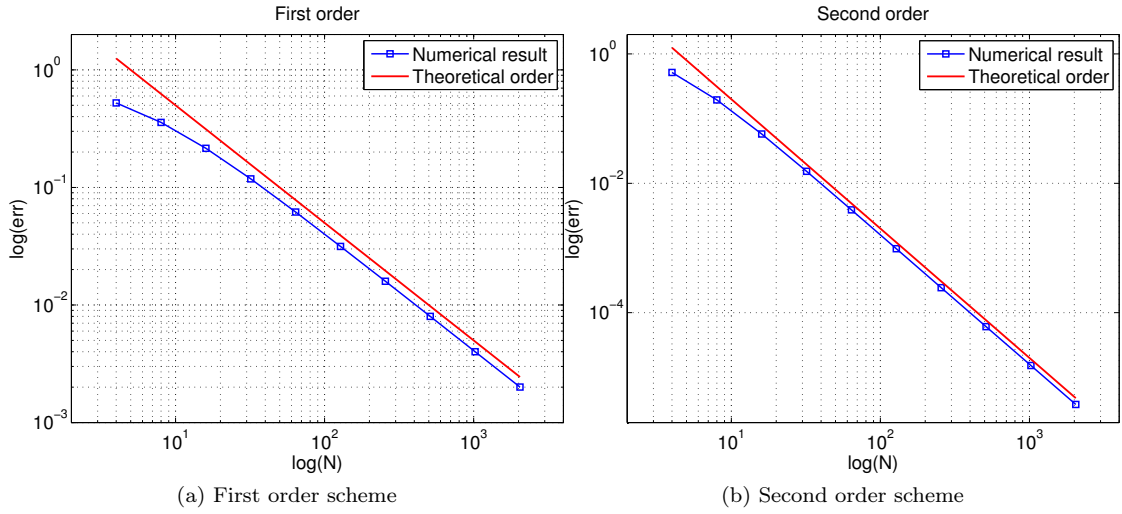 First order
Numerical result
Theoretical order
10^0
10^-1
10^-2
10^-3
log(err)
10^1
10^2
10^3
log(N)
(a) First order scheme
Second order
Numerical result
Theoretical order
10^0
10^-2
10^-4
log(err)
10^1
10^2
10^3
log(N)
(b) Second order scheme